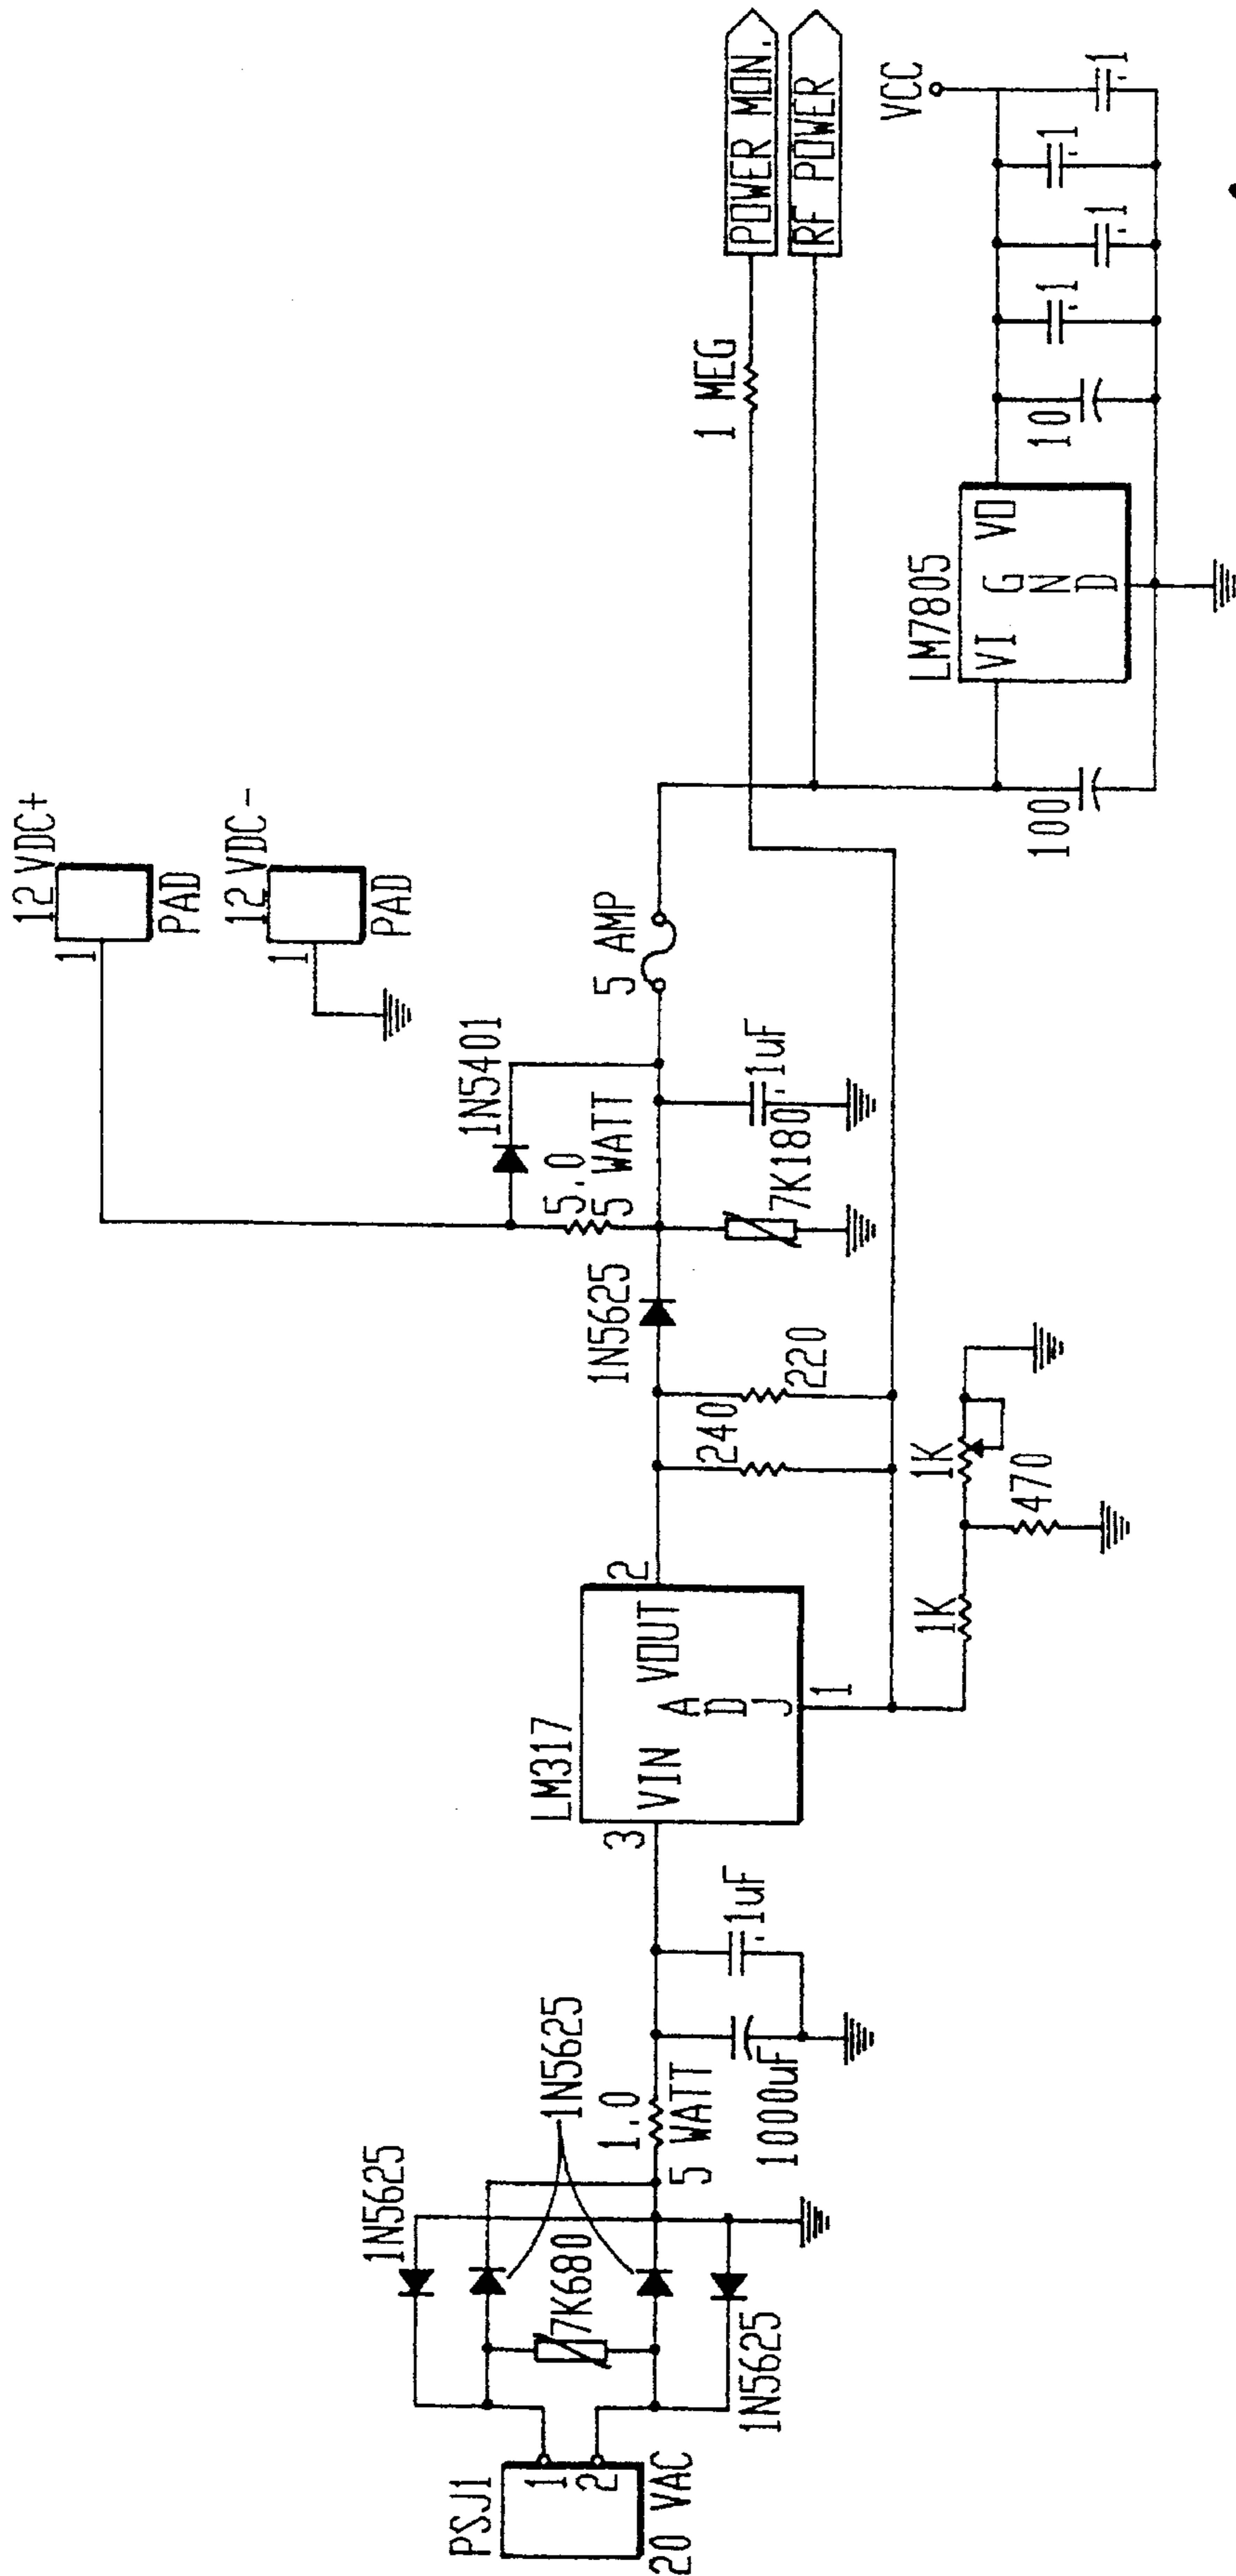 PSJ1
1
2
20 VAC
1N5625
7K680
1N5625
1N5625
1.0
5 WATT
1000uF
.1uF
LM317
3
VIN
VOUT
ADJ
2
1
1K
1K
470
240
220
1N5625
5.0
5 WATT
1N5401
7K180
.1uF
5 AMP
12 VDC+
1
PAD
12 VDC-
1
PAD
1 MEG
POWER MON.
RF POWER
100
LM7805
VI
VO
GND
10
.1
.1
.1
.1
VCC